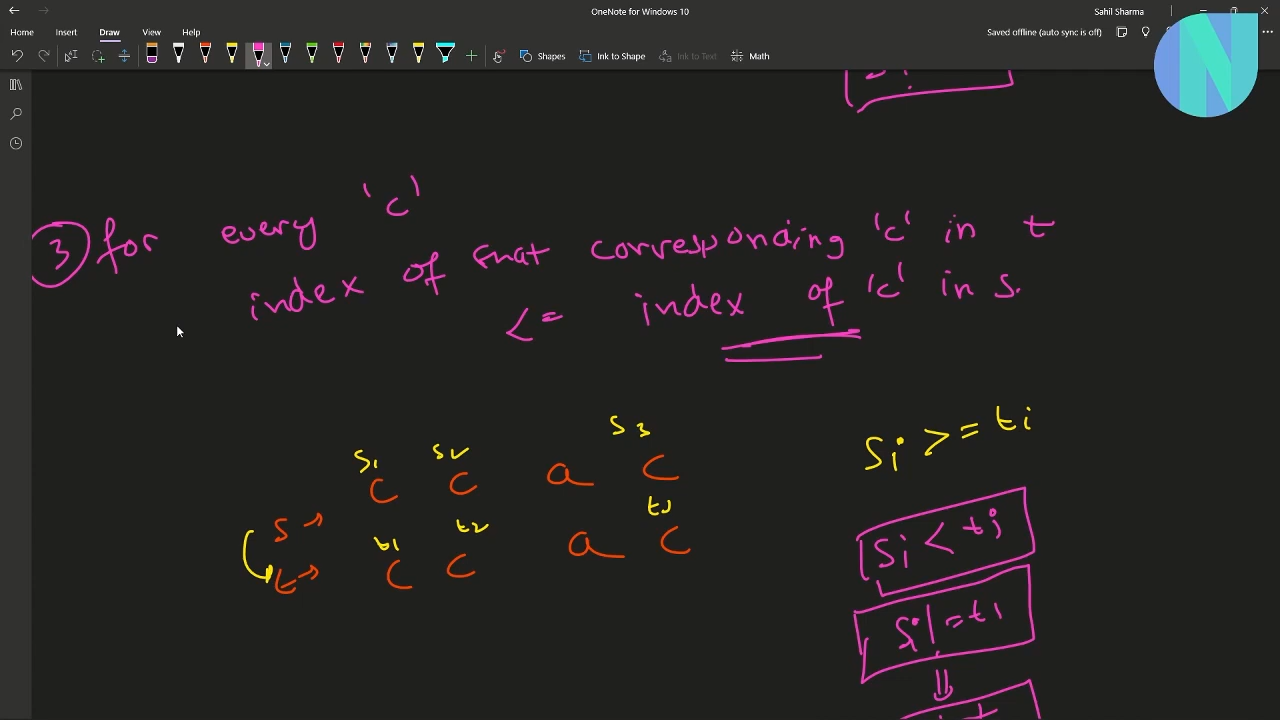 OneNote for Windows 10
Sahil Sharma
Home Insert Draw View Help
Saved offline (auto sync is off)
Shapes Ink to Shape Ink to Text Math
3 for every 'c'
index of that corresponding 'c' in t
<= index of 'c' in s.
s1 s2 s3
s → c c a c
t1 t2 t3
t → c c a c
si >= ti
si < ti
si != ti
⇓